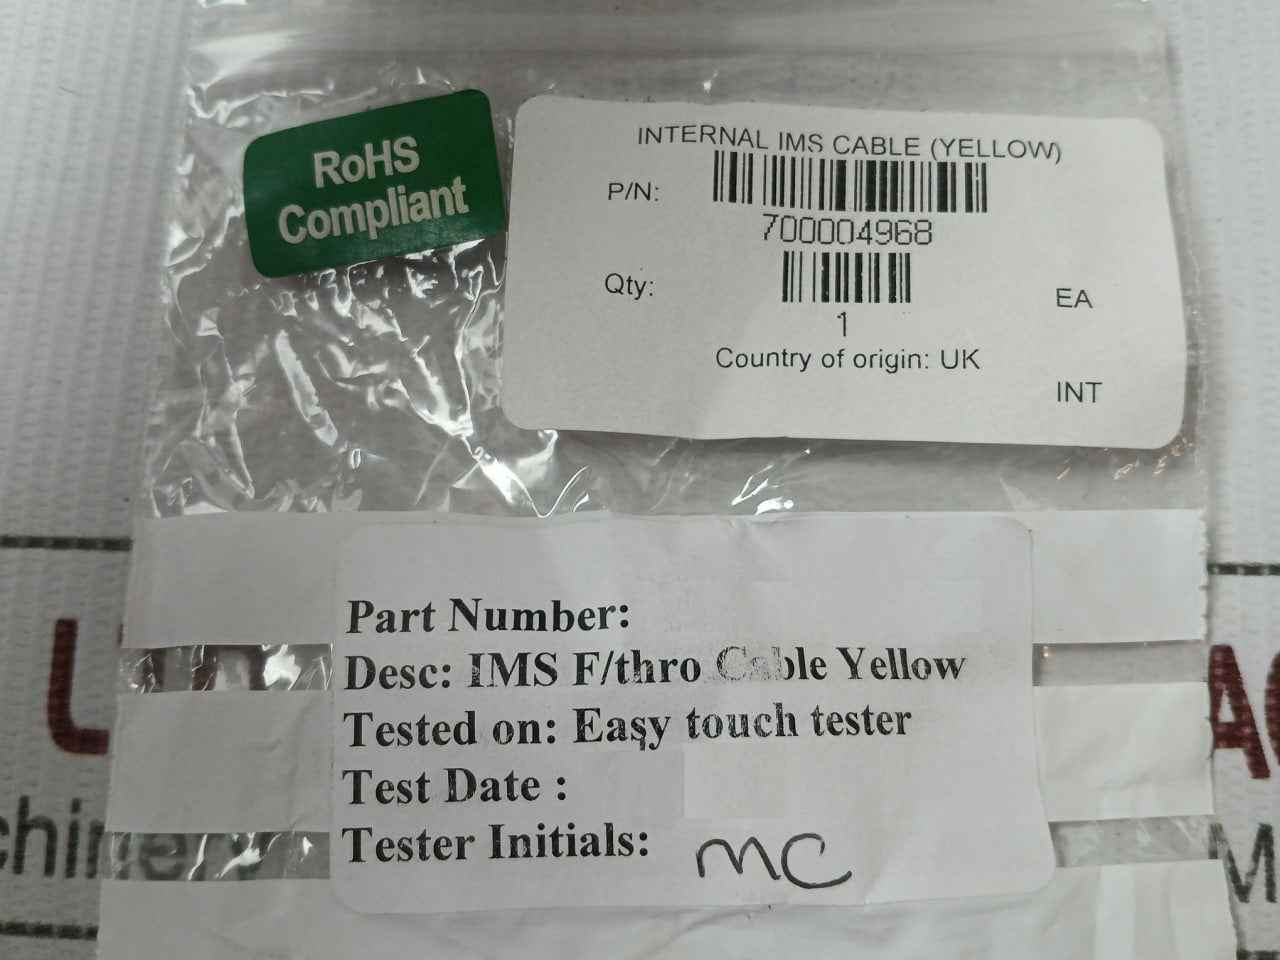 RoHS
Compliant
INTERNAL IMS CABLE (YELLOW)
P/N:
700004968
Qty:
EA
1
Country of origin: UK
INT
Part Number:
Desc: IMS F/thro Cable Yellow
Tested on: Easy touch tester
Test Date :
Tester Initials: MC